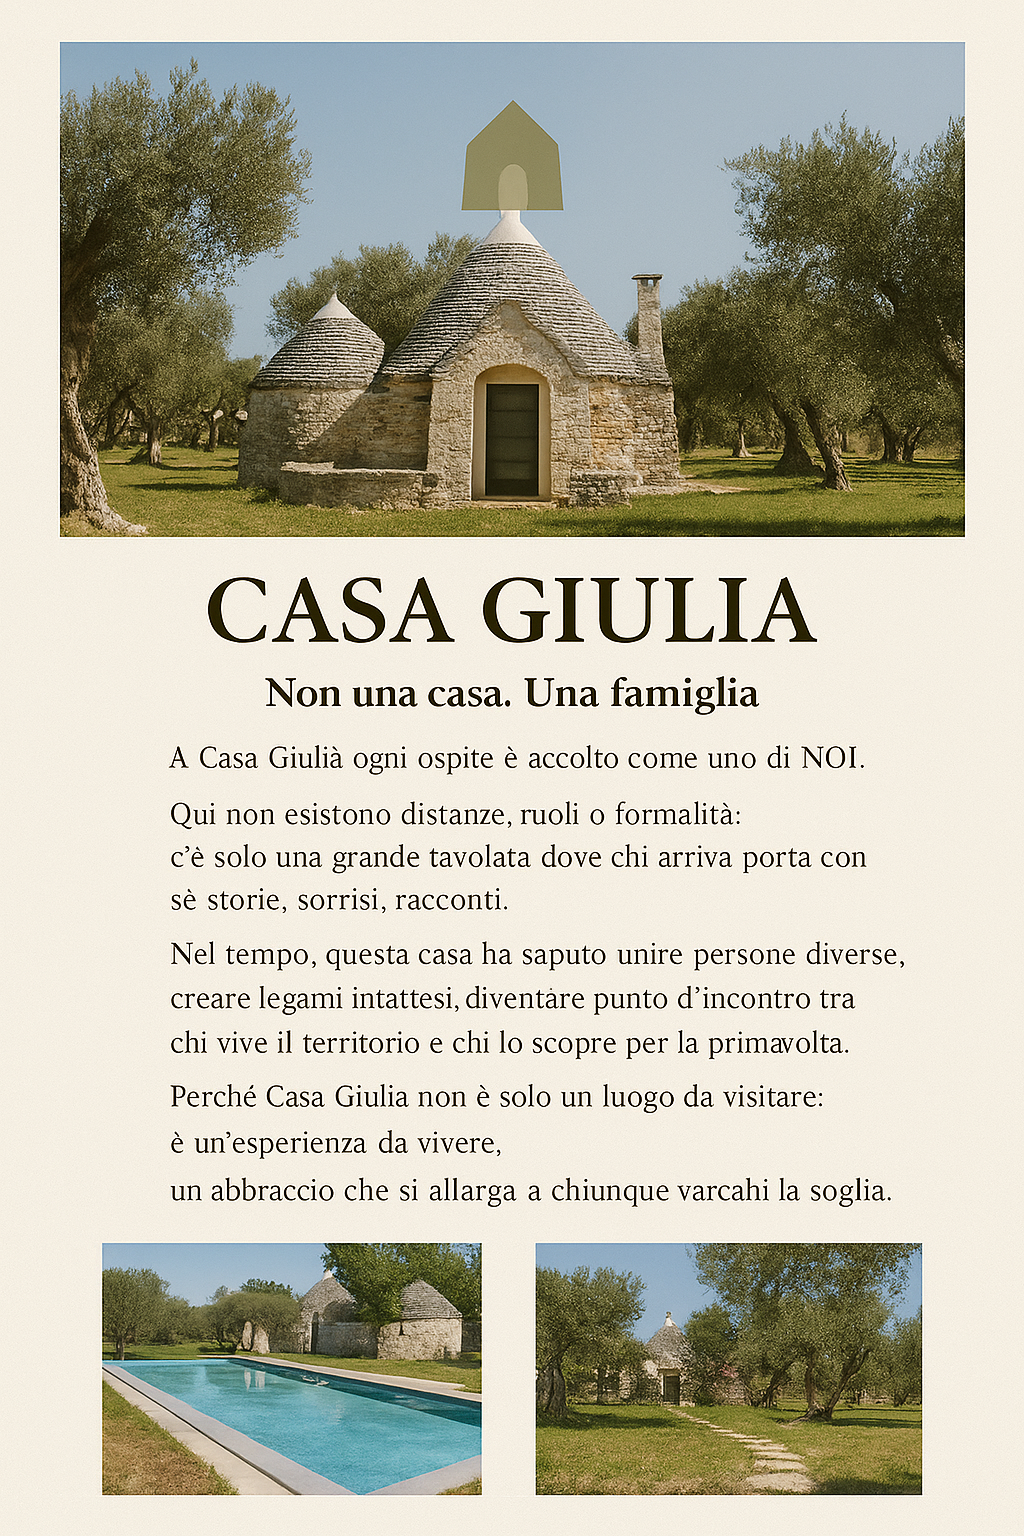 CASA GIULIA
Non una casa. Una famiglia
A Casa Giulià ogni ospite è accolto come uno di NOI.
Qui non esistono distanze, ruoli o formalità:
c’è solo una grande tavolata dove chi arriva porta con
sè storie, sorrisi, racconti.
Nel tempo, questa casa ha saputo unire persone diverse,
creare legami intattesi, diventare punto d’incontro tra
chi vive il territorio e chi lo scopre per la primavolta.
Perché Casa Giulia non è solo un luogo da visitare:
è un’esperienza da vivere,
un abbraccio che si allarga a chiunque varcahi la soglia.